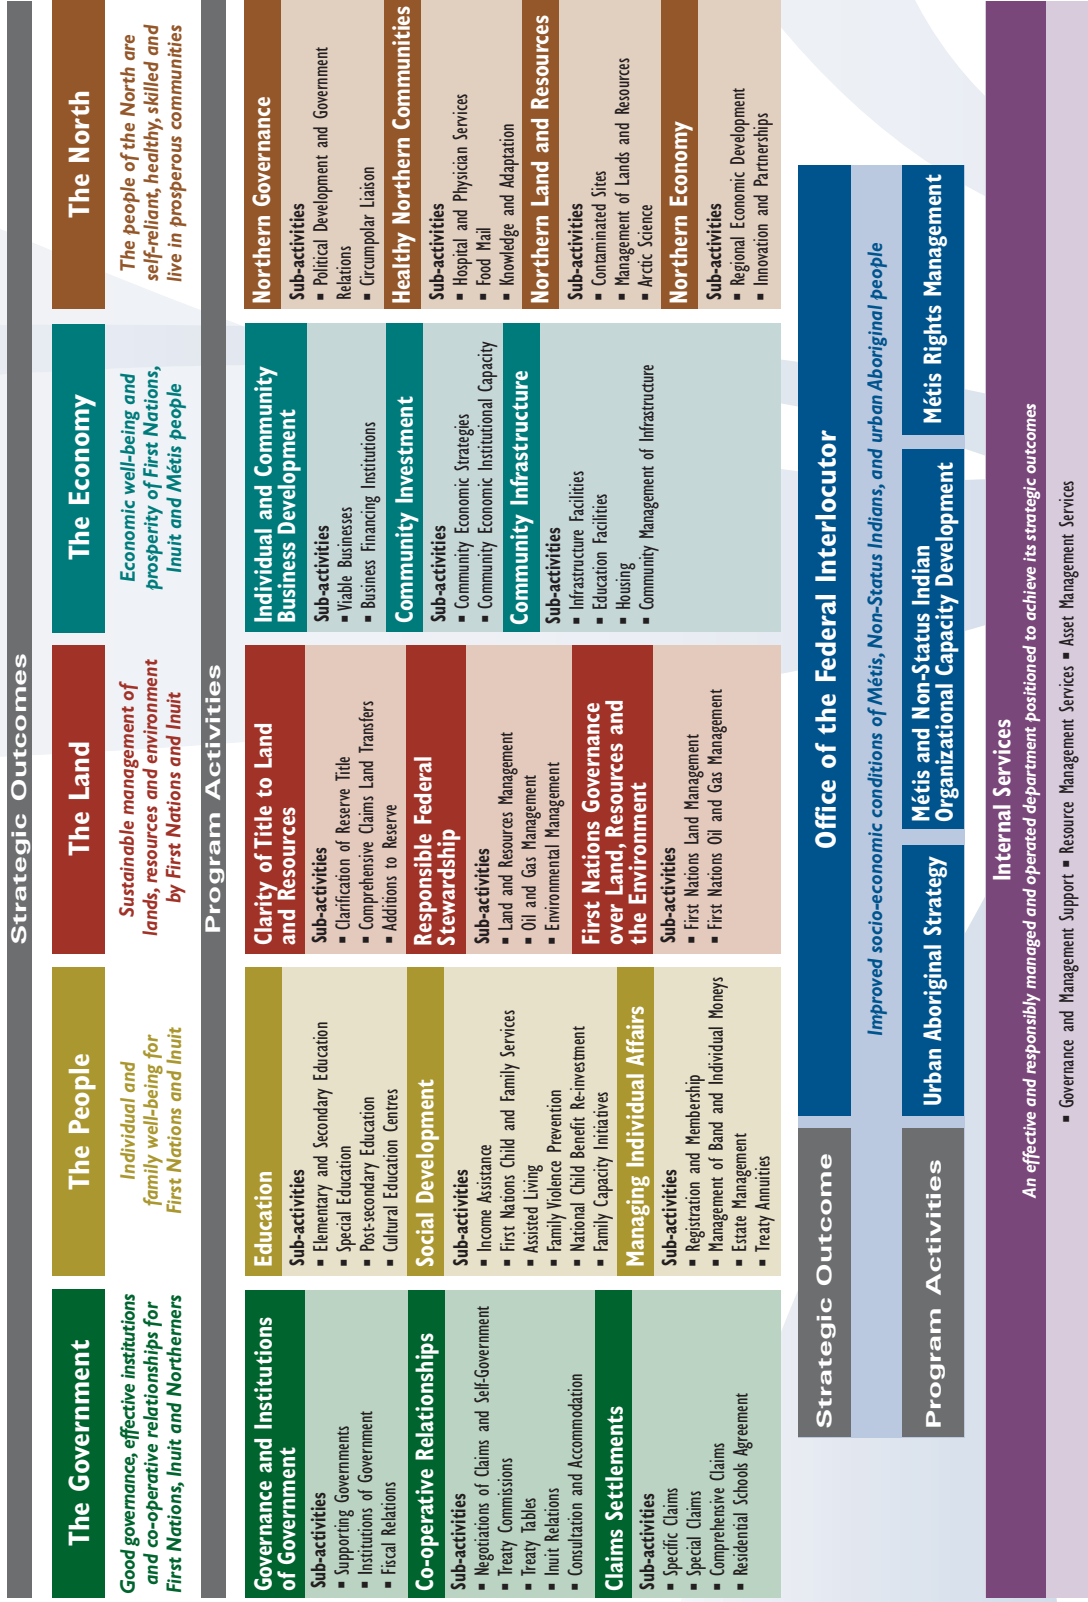 Strategic Outcomes
The Government
Good governance, effective institutions
and co-operative relationships for
First Nations, Inuit and Northerners
The People
Individual and
family well-being for
First Nations and Inuit
The Land
Sustainable management of
lands, resources and environment
by First Nations and Inuit
The Economy
Economic well-being and
prosperity of First Nations,
Inuit and Métis people
The North
The people of the North are
self-reliant, healthy, skilled and
live in prosperous communities
Program Activities
Governance and Institutions
of Government
Sub-activities
▪ Supporting Governments
▪ Institutions of Government
▪ Fiscal Relations
Co-operative Relationships
Sub-activities
▪ Negotiations of Claims and Self-Government
▪ Treaty Commissions
▪ Treaty Tables
▪ Inuit Relations
▪ Consultation and Accommodation
Claims Settlements
Sub-activities
▪ Specific Claims
▪ Special Claims
▪ Comprehensive Claims
▪ Residential Schools Agreement
Education
Sub-activities
▪ Elementary and Secondary Education
▪ Special Education
▪ Post-secondary Education
▪ Cultural Education Centres
Social Development
Sub-activities
▪ Income Assistance
▪ First Nations Child and Family Services
▪ Assisted Living
▪ Family Violence Prevention
▪ National Child Benefit Re-investment
▪ Family Capacity Initiatives
Managing Individual Affairs
Sub-activities
▪ Registration and Membership
▪ Management of Band and Individual Moneys
▪ Estate Management
▪ Treaty Annuities
Clarity of Title to Land
and Resources
Sub-activities
▪ Clarification of Reserve Title
▪ Comprehensive Claims Land Transfers
▪ Additions to Reserve
Responsible Federal
Stewardship
Sub-activities
▪ Land and Resources Management
▪ Oil and Gas Management
▪ Environmental Management
First Nations Governance
over Land, Resources and
the Environment
Sub-activities
▪ First Nations Land Management
▪ First Nations Oil and Gas Management
Individual and Community
Business Development
Sub-activities
▪ Viable Businesses
▪ Business Financing Institutions
Community Investment
Sub-activities
▪ Community Economic Strategies
▪ Community Economic Institutional Capacity
Community Infrastructure
Sub-activities
▪ Infrastructure Facilities
▪ Education Facilities
▪ Housing
▪ Community Management of Infrastructure
Northern Governance
Sub-activities
▪ Political Development and Government
Relations
▪ Circumpolar Liaison
Healthy Northern Communities
Sub-activities
▪ Hospital and Physician Services
▪ Food Mail
▪ Knowledge and Adaptation
Northern Land and Resources
Sub-activities
▪ Contaminated Sites
▪ Management of Lands and Resources
▪ Arctic Science
Northern Economy
Sub-activities
▪ Regional Economic Development
▪ Innovation and Partnerships
Strategic Outcome
Office of the Federal Interlocutor
Improved socio-economic conditions of Métis, Non-Status Indians, and urban Aboriginal people
Program Activities
Urban Aboriginal Strategy
Métis and Non-Status Indian
Organizational Capacity Development
Métis Rights Management
Internal Services
An effective and responsibly managed and operated department positioned to achieve its strategic outcomes
▪ Governance and Management Support ▪ Resource Management Services ▪ Asset Management Services